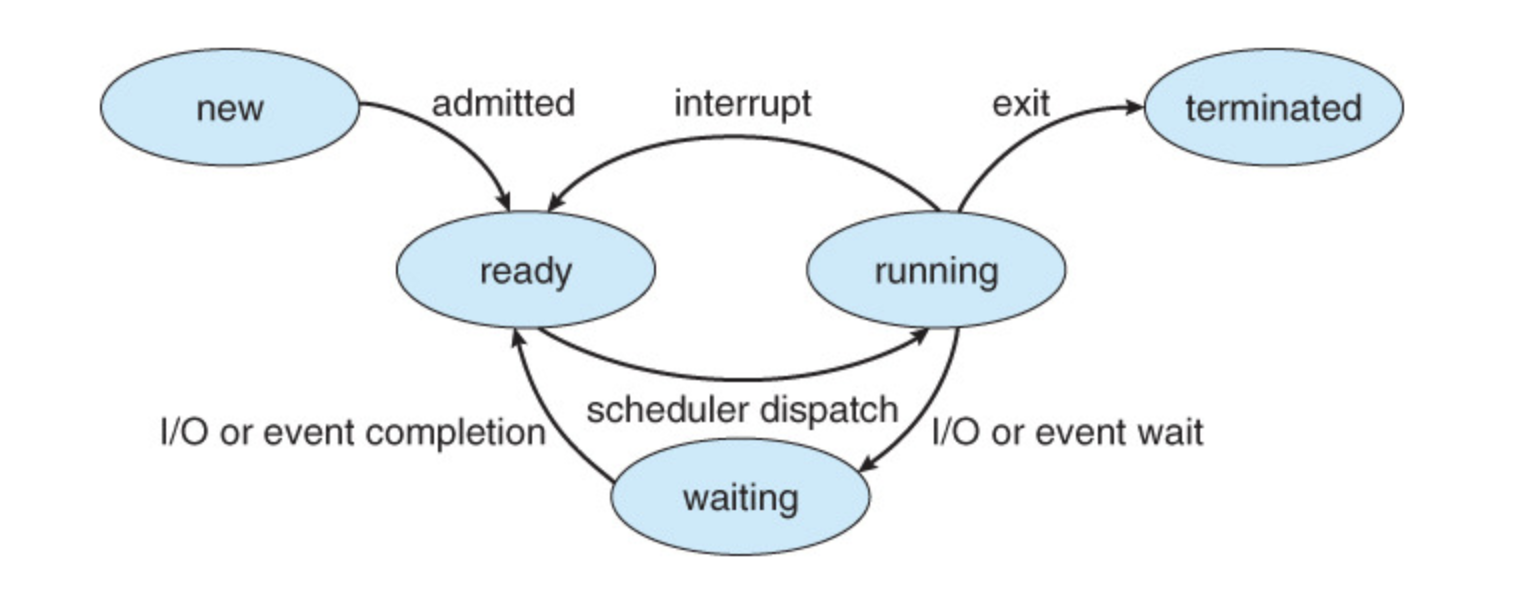 new
admitted
interrupt
exit
terminated
ready
running
scheduler dispatch
I/O or event completion
I/O or event wait
waiting